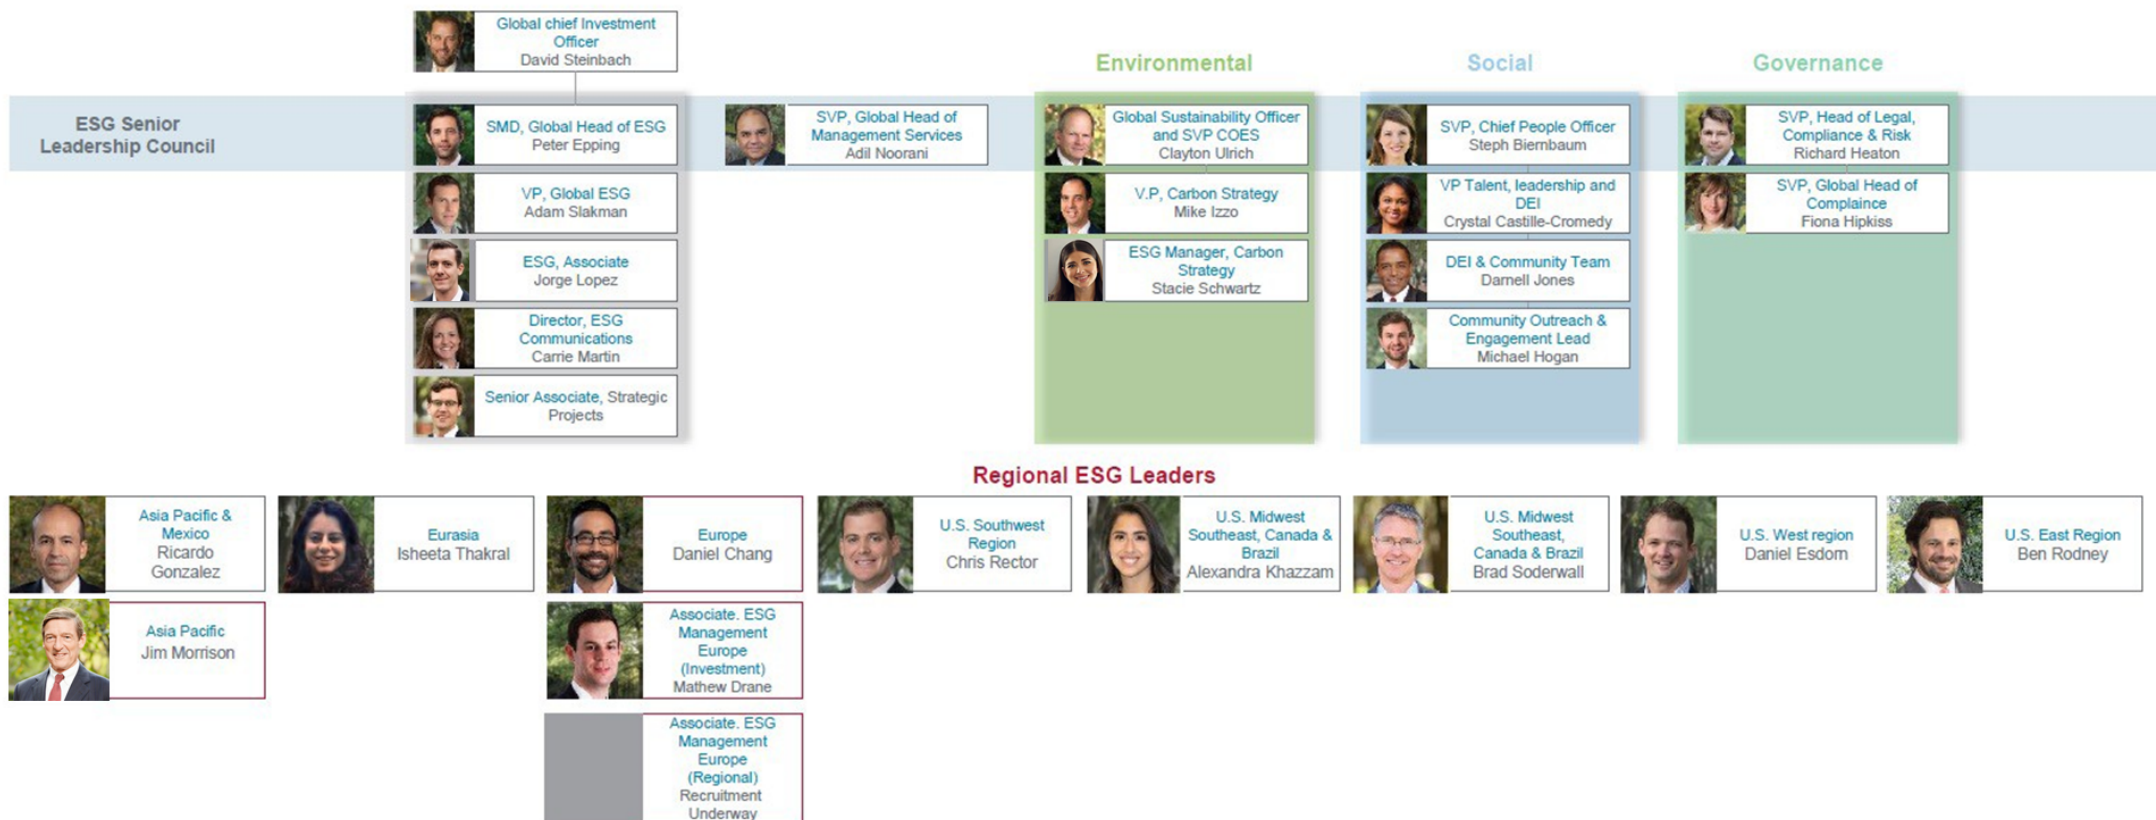 Global chief Investment
Officer
David Steinbach
Environmental
Social
Governance
ESG Senior
Leadership Council
SMD, Global Head of ESG
Peter Epping
SVP, Global Head of
Management Services
Adil Noorani
Global Sustainability Officer
and SVP COES
Clayton Ulrich
SVP, Chief People Officer
Steph Biernbaum
SVP, Head of Legal,
Compliance & Risk
Richard Heaton
VP, Global ESG
Adam Slakman
V.P, Carbon Strategy
Mike Izzo
VP Talent, leadership and
DEI
Crystal Castille-Cromedy
SVP, Global Head of
Complaince
Fiona Hipkiss
ESG, Associate
Jorge Lopez
ESG Manager, Carbon
Strategy
Stacie Schwartz
DEI & Community Team
Darnell Jones
Director, ESG
Communications
Carrie Martin
Community Outreach &
Engagement Lead
Michael Hogan
Senior Associate, Strategic
Projects
Regional ESG Leaders
Asia Pacific &
Mexico
Ricardo
Gonzalez
Eurasia
Isheeta Thakral
Europe
Daniel Chang
U.S. Southwest
Region
Chris Rector
U.S. Midwest
Southeast, Canada &
Brazil
Alexandra Khazzam
U.S. Midwest
Southeast,
Canada & Brazil
Brad Soderwall
U.S. West region
Daniel Esdorn
U.S. East Region
Ben Rodney
Asia Pacific
Jim Morrison
Associate. ESG
Management
Europe
(Investment)
Mathew Drane
Associate. ESG
Management
Europe
(Regional)
Recruitment
Underway